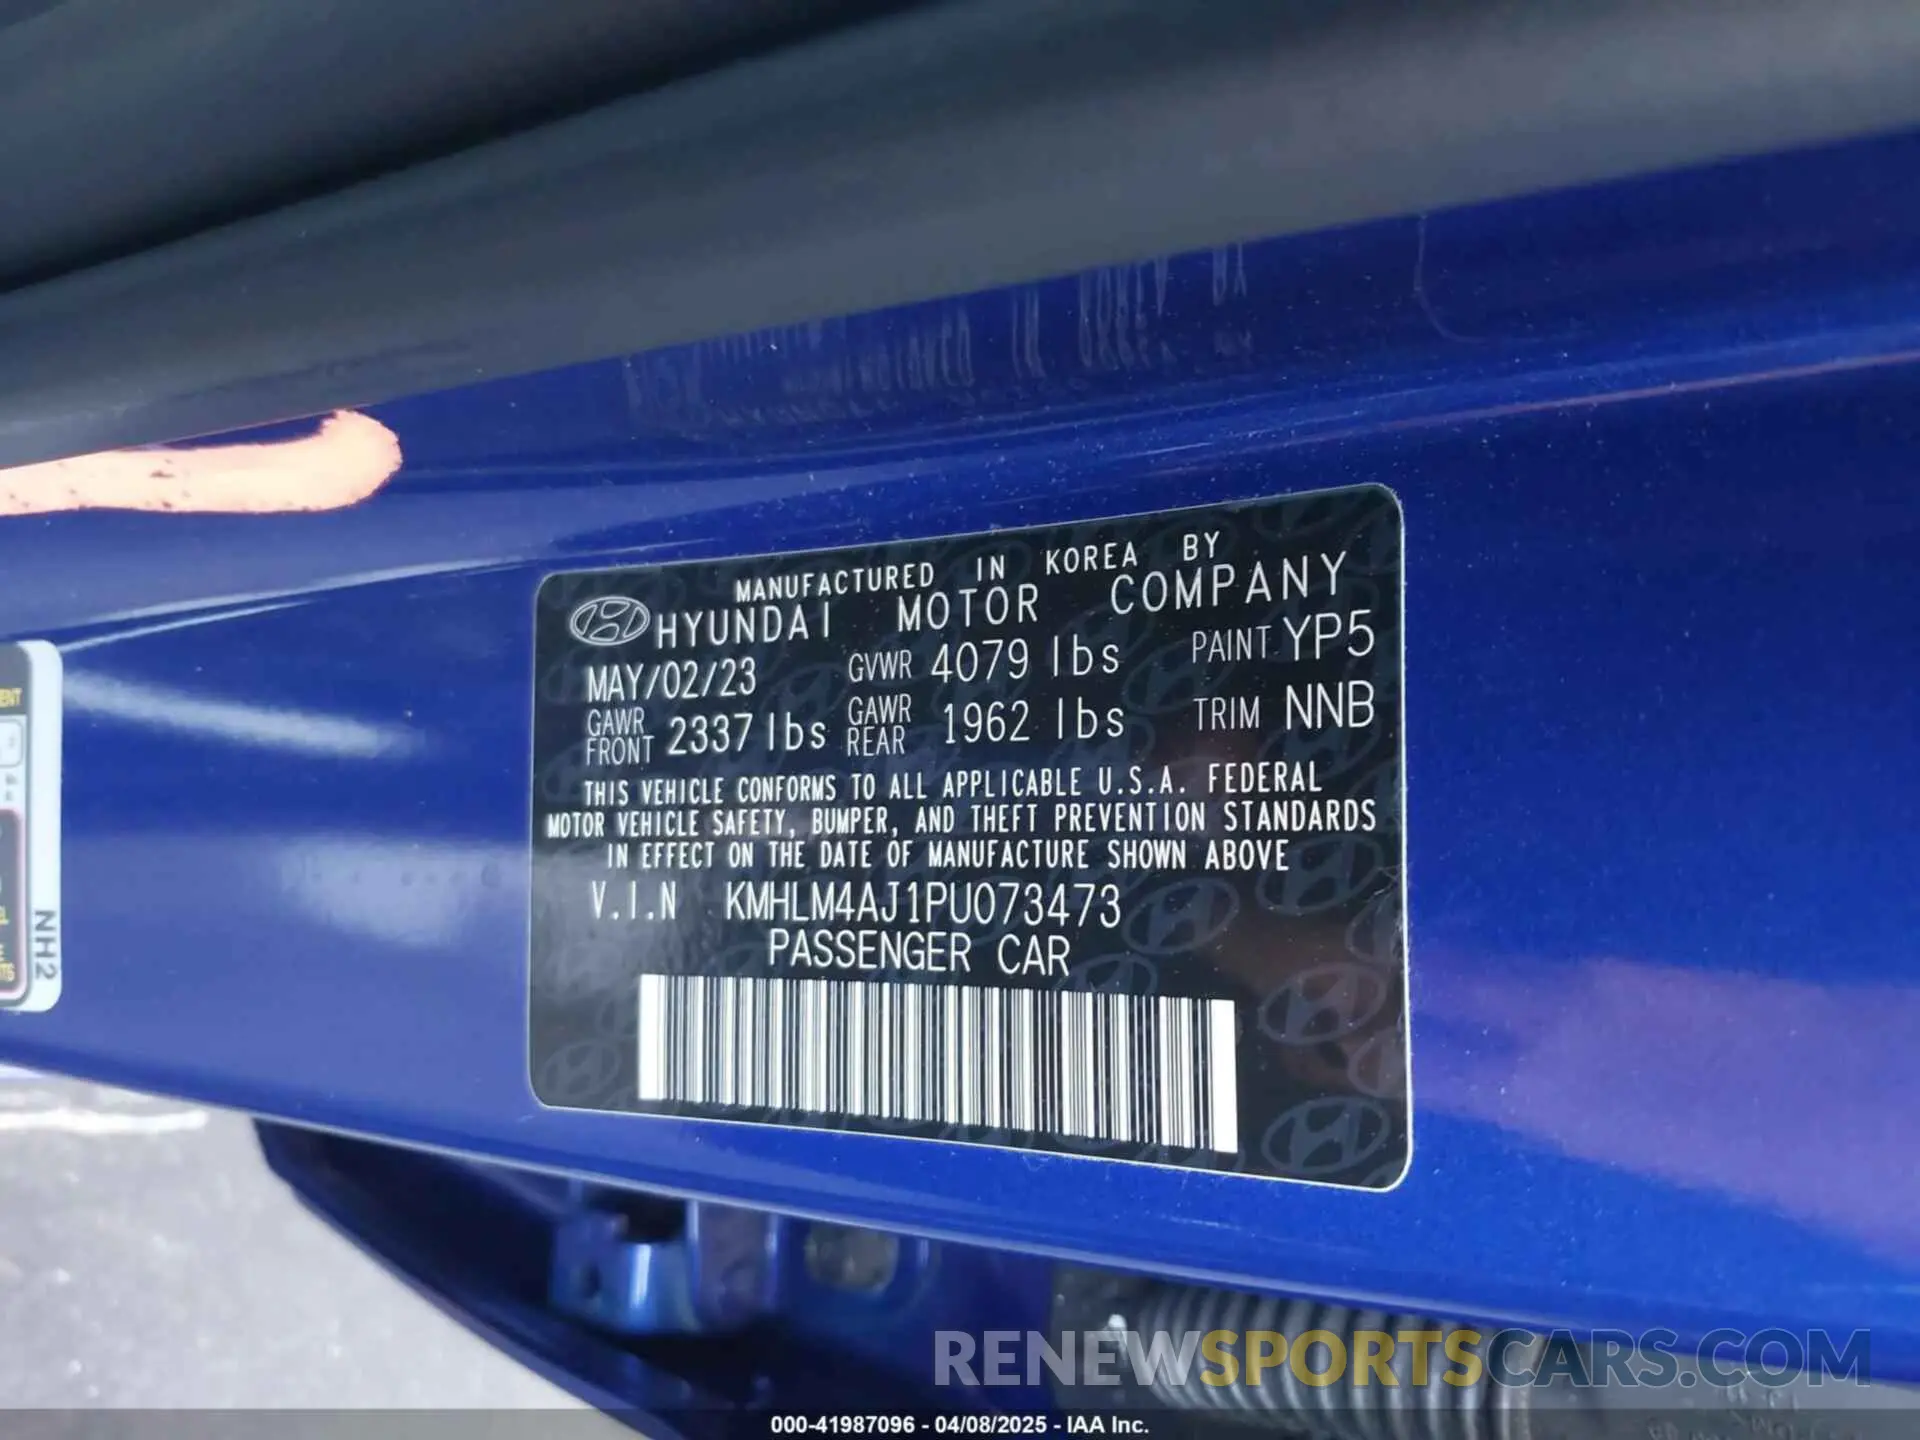 MANUFACTURED IN KOREA BY
HYUNDAI MOTOR COMPANY
MAY/02/23 GVWR 4079 lbs PAINT YP5
GAWR FRONT 2337 lbs GAWR REAR 1962 lbs TRIM NNB
THIS VEHICLE CONFORMS TO ALL APPLICABLE U.S.A. FEDERAL
MOTOR VEHICLE SAFETY, BUMPER, AND THEFT PREVENTION STANDARDS
IN EFFECT ON THE DATE OF MANUFACTURE SHOWN ABOVE
V.I.N KMHLM4AJ1PU073473
PASSENGER CAR
NH2
RENEWSPORTSCARS.COM
000-41987096 - 04/08/2025 - IAA Inc.